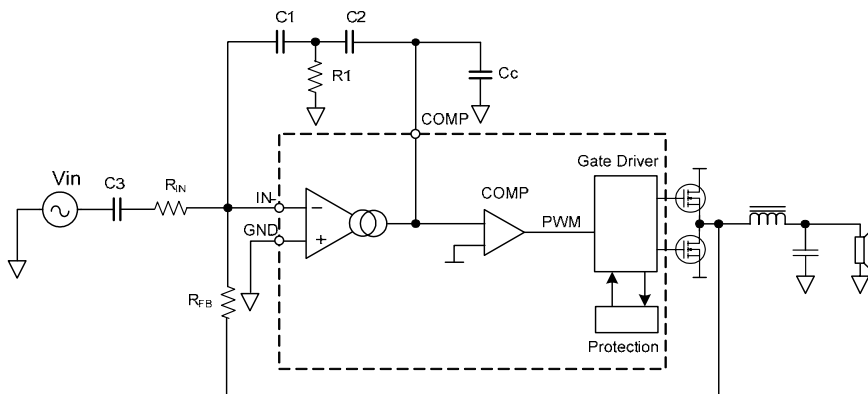 C1
C2
R1
Cc
COMP
Vin
C3
RIN
IN-
GND
COMP
Gate Driver
PWM
RFB
Protection